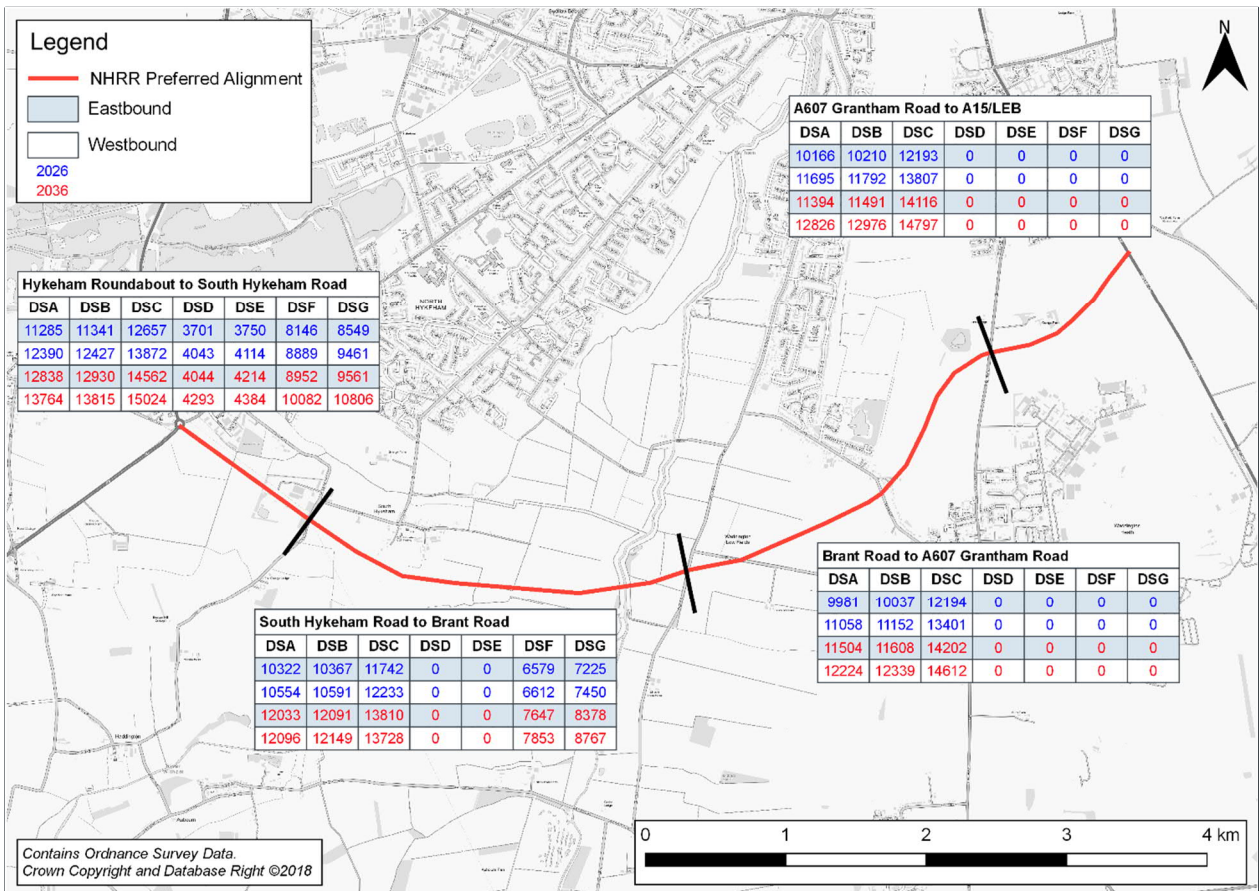 Legend
NHRR Preferred Alignment
Eastbound
Westbound
2026
2036
N
A607 Grantham Road to A15/LEB
DSA DSB DSC DSD DSE DSF DSG
10166 10210 12193 0 0 0 0
11695 11792 13807 0 0 0 0
11394 11491 14116 0 0 0 0
12826 12976 14797 0 0 0 0
Hykeham Roundabout to South Hykeham Road
DSA DSB DSC DSD DSE DSF DSG
11285 11341 12657 3701 3750 8146 8549
12390 12427 13872 4043 4114 8889 9461
12838 12930 14562 4044 4214 8952 9561
13764 13815 15024 4293 4384 10082 10806
NORTH
HYKEHAM
South
Hykeham
Waddington
Low Fields
Brant Road to A607 Grantham Road
DSA DSB DSC DSD DSE DSF DSG
9981 10037 12194 0 0 0 0
11058 11152 13401 0 0 0 0
11504 11608 14202 0 0 0 0
12224 12339 14612 0 0 0 0
South Hykeham Road to Brant Road
DSA DSB DSC DSD DSE DSF DSG
10322 10367 11742 0 0 6579 7225
10554 10591 12233 0 0 6612 7450
12033 12091 13810 0 0 7647 8378
12096 12149 13728 0 0 7853 8767
Haddington
Aubourn
0 1 2 3 4 km
Contains Ordnance Survey Data.
Crown Copyright and Database Right ©2018